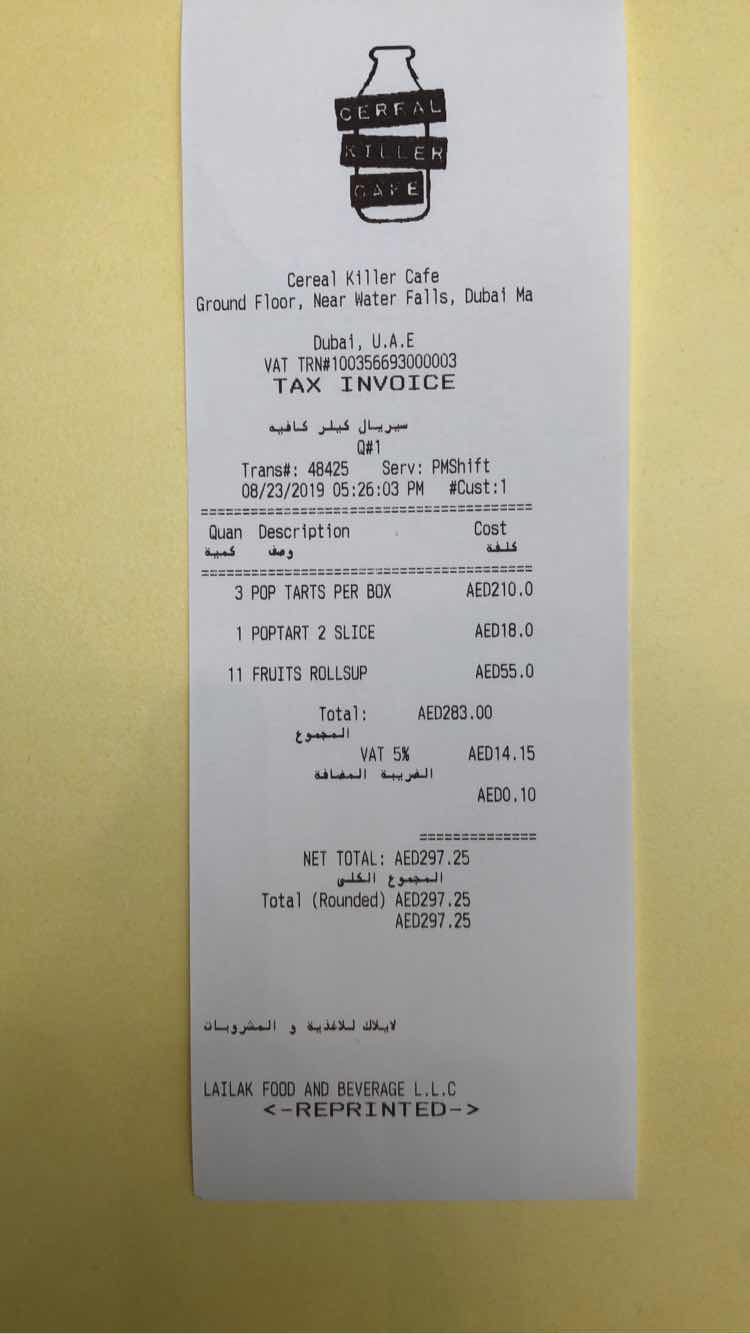 CEREAL
KILLER
CAFE
Cereal Killer Cafe
Ground Floor, Near Water Falls, Dubai Ma
Dubai, U.A.E
VAT TRN#100356693000003
TAX INVOICE
سيريال كيلر كافيه
Q#1
Trans#: 48425 Serv: PMShift
08/23/2019 05:26:03 PM #Cust:1
======================================
Quan Description Cost
كمية وصف كلفة
======================================
3 POP TARTS PER BOX AED210.0
1 POPTART 2 SLICE AED18.0
11 FRUITS ROLLSUP AED55.0
Total: AED283.00
المجموع
VAT 5% AED14.15
الضريبة المضافة
AED0.10
==============
NET TOTAL: AED297.25
المجموع الكلي
Total (Rounded) AED297.25
AED297.25
لايلاك للاغذية و المشروبات
LAILAK FOOD AND BEVERAGE L.L.C
<-REPRINTED->